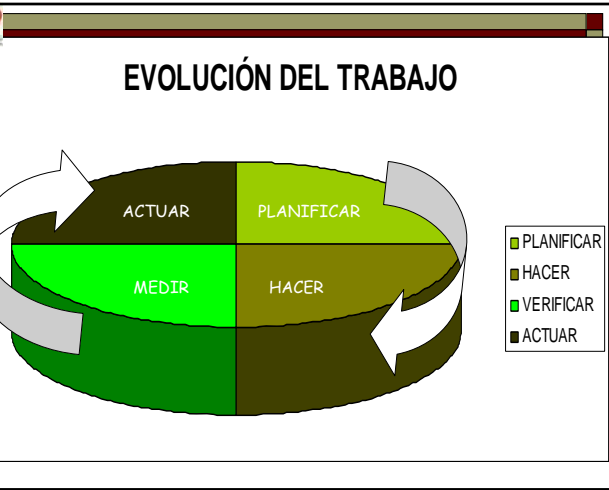 EVOLUCIÓN DEL TRABAJO
ACTUAR
PLANIFICAR
MEDIR
HACER
PLANIFICAR
HACER
VERIFICAR
ACTUAR